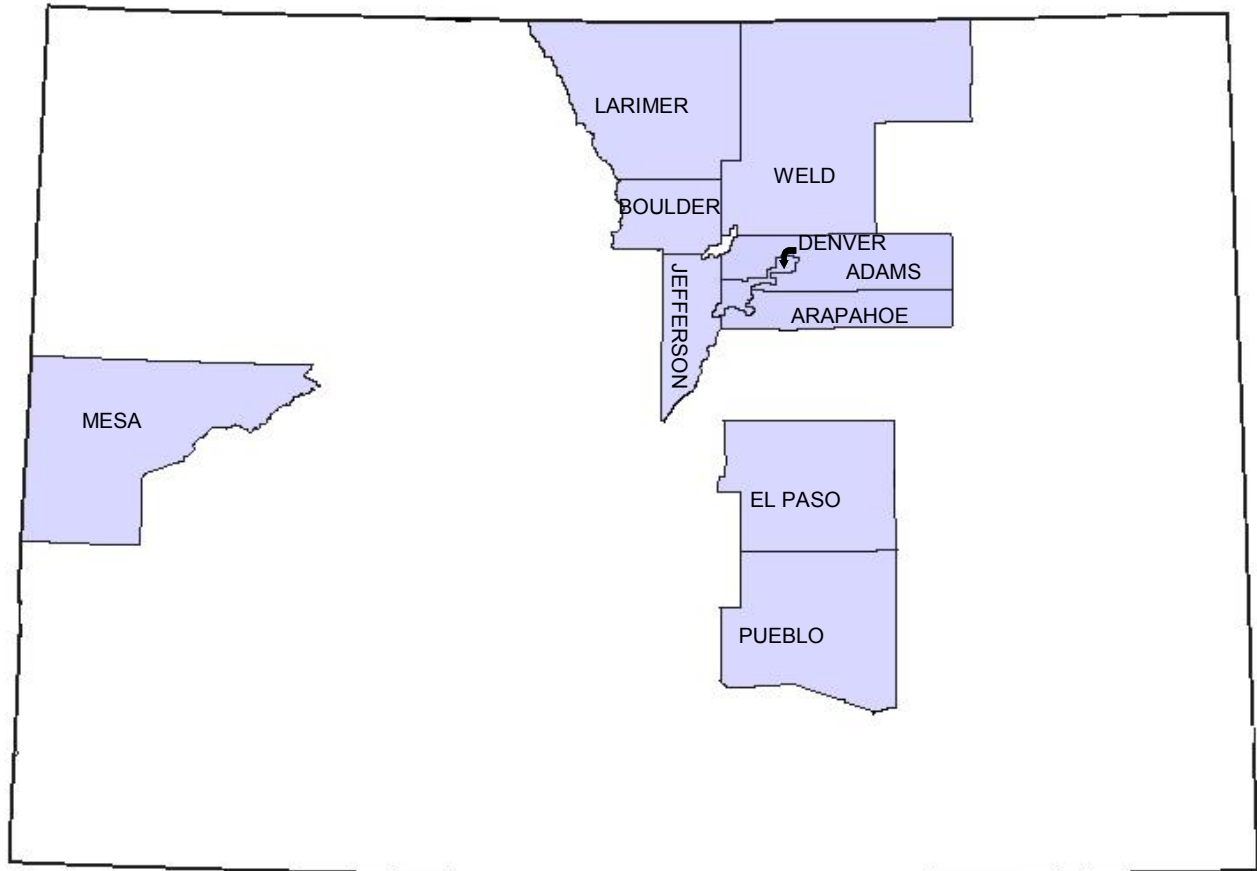 LARIMER
WELD
BOULDER
DENVER
ADAMS
JEFFERSON
ARAPAHOE
MESA
EL PASO
PUEBLO